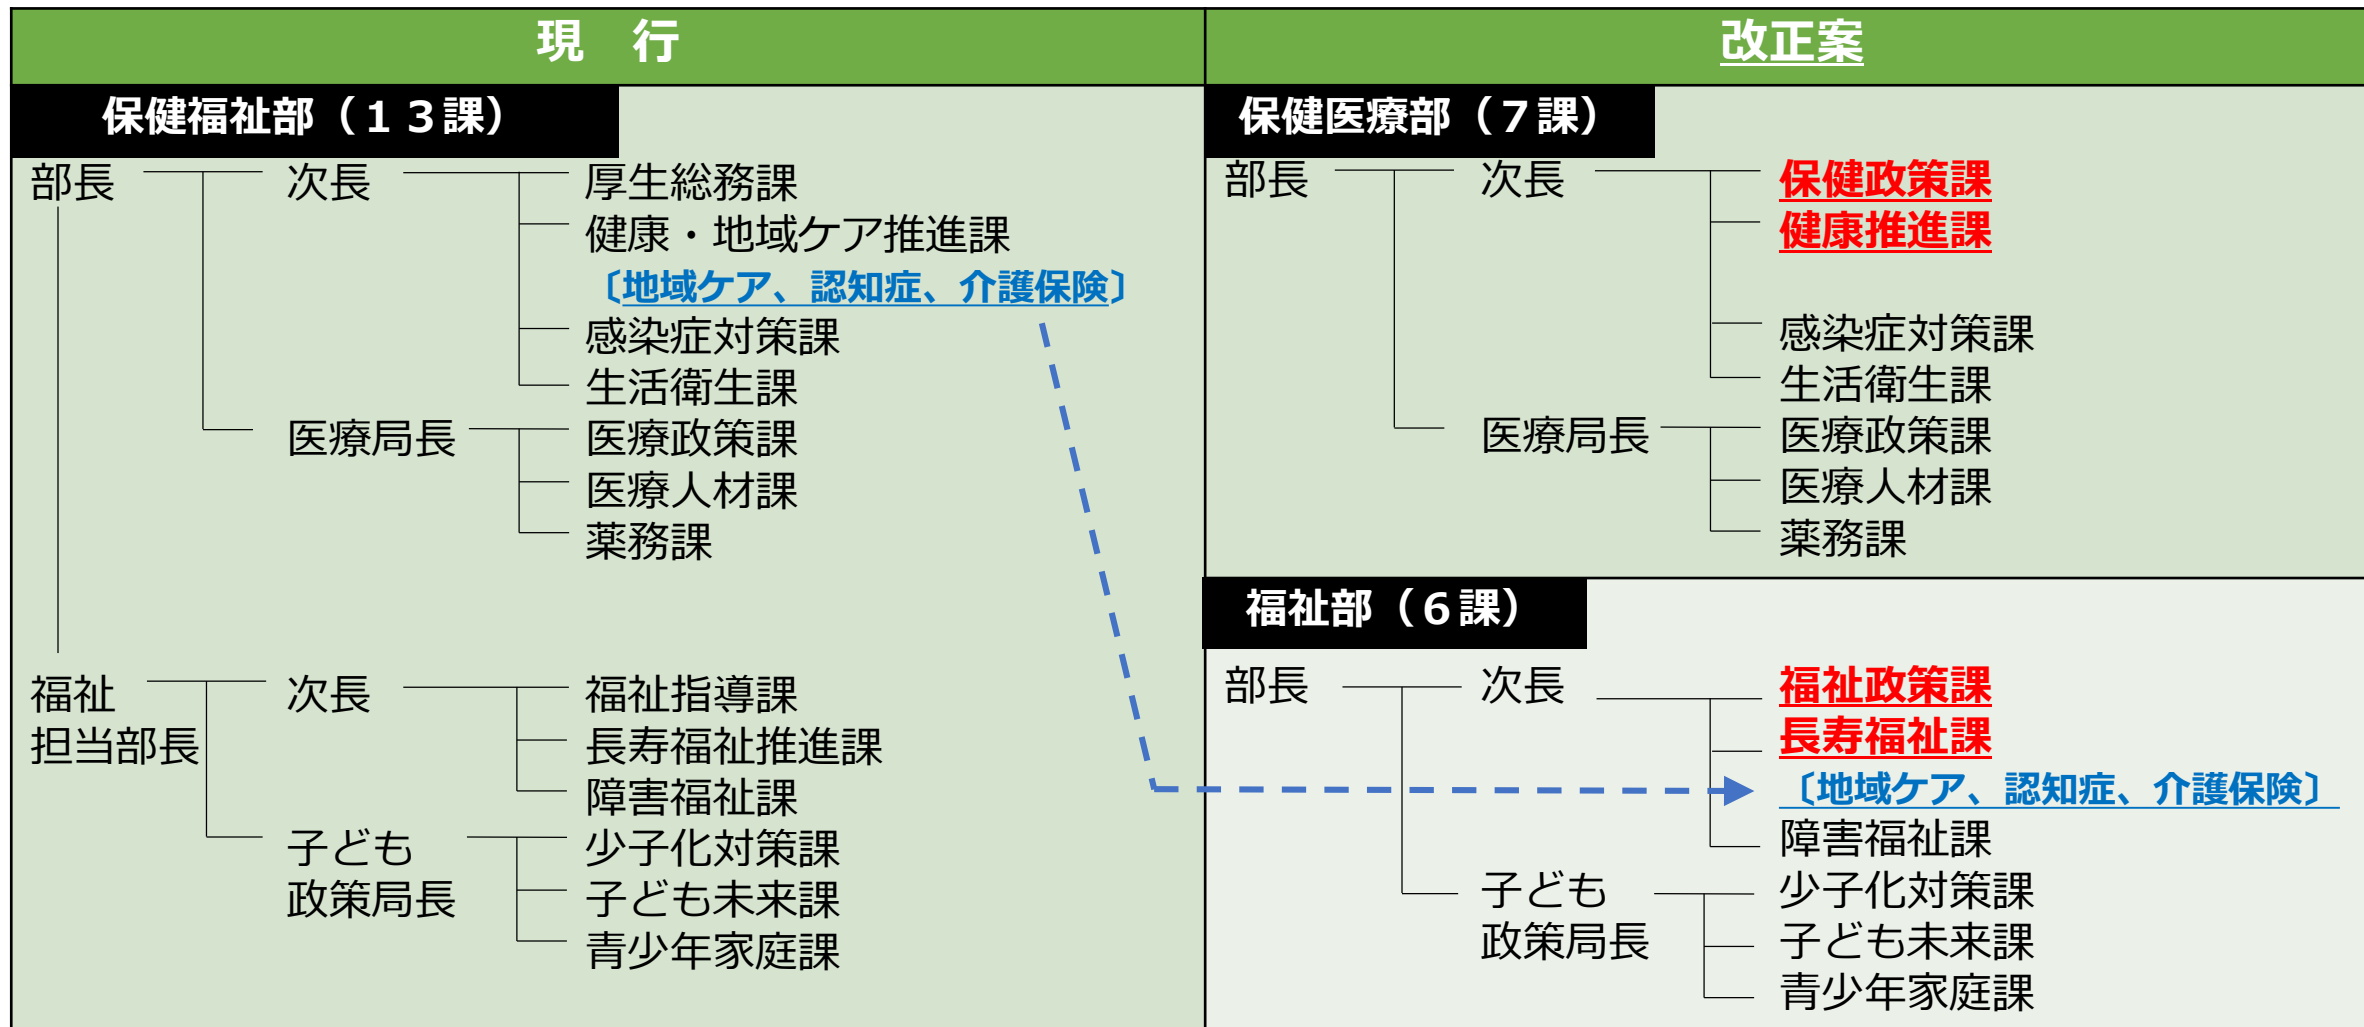 現　行
保健福祉部（１３課）
部長
次長
厚生総務課
健康・地域ケア推進課
〔地域ケア、認知症、介護保険〕
感染症対策課
生活衛生課
医療局長
医療政策課
医療人材課
薬務課
福祉
担当部長
次長
福祉指導課
長寿福祉推進課
障害福祉課
子ども
政策局長
少子化対策課
子ども未来課
青少年家庭課
改正案
保健医療部（７課）
部長
次長
保健政策課
健康推進課
感染症対策課
生活衛生課
医療局長
医療政策課
医療人材課
薬務課
福祉部（６課）
部長
次長
福祉政策課
長寿福祉課
〔地域ケア、認知症、介護保険〕
障害福祉課
子ども
政策局長
少子化対策課
子ども未来課
青少年家庭課